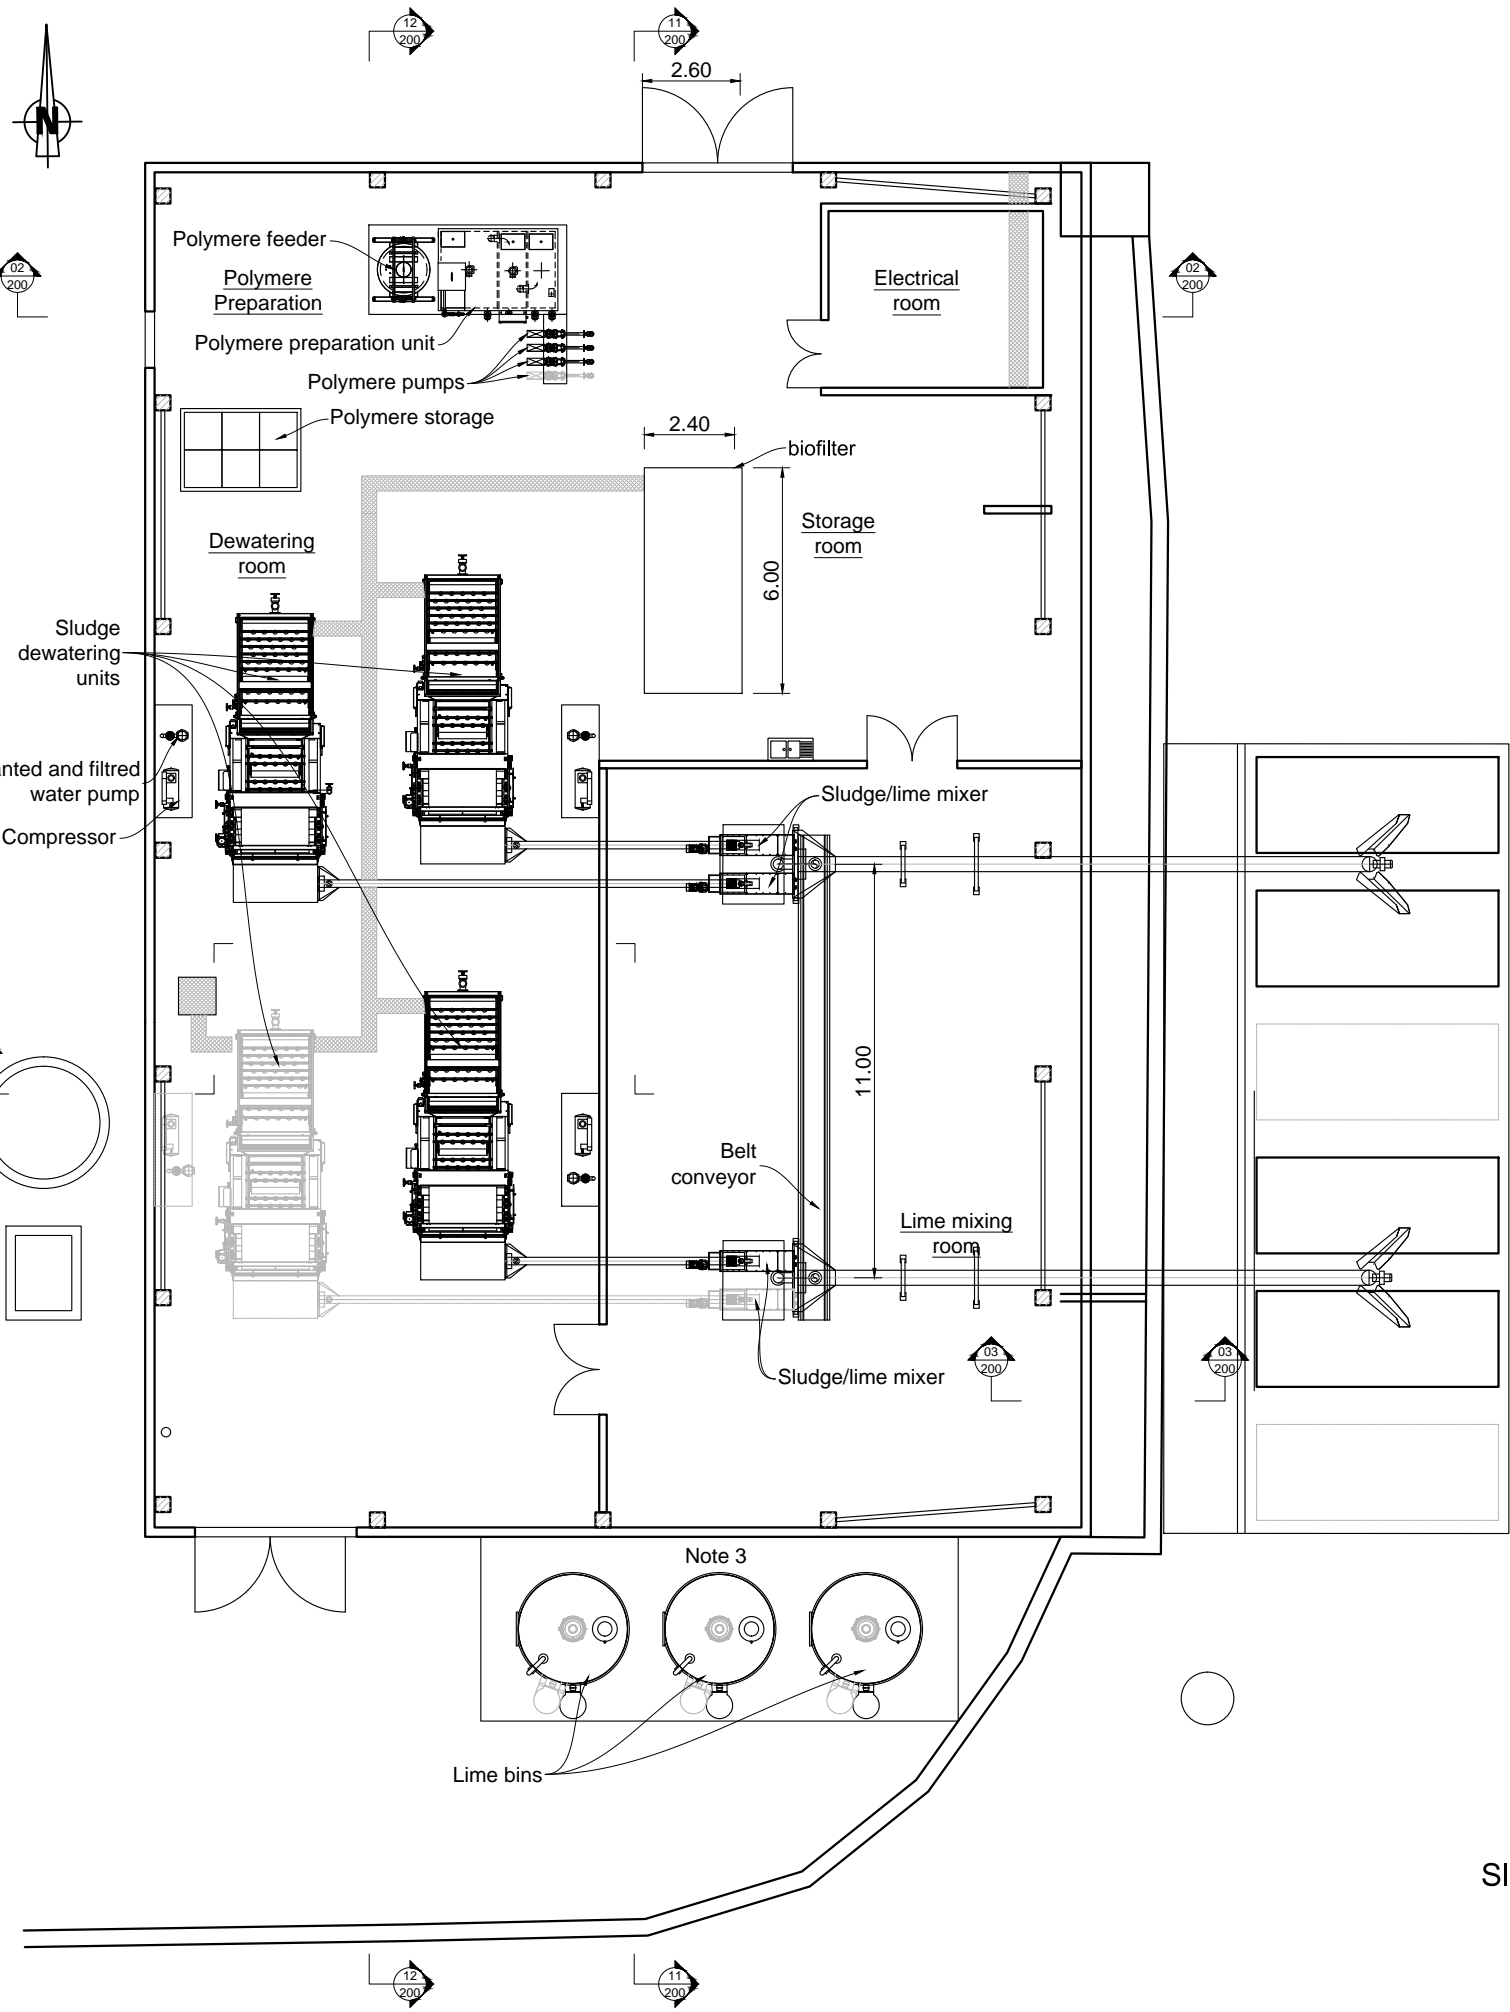 12
200
11
200
2.60
N
Polymere feeder
Polymere
Preparation
Electrical
room
02
200
02
200
Polymere preparation unit
Polymere pumps
Polymere storage
2.40
biofilter
Storage
room
Dewatering
room
6.00
Sludge
dewatering
units
anted and filtred
water pump
Compressor
Sludge/lime mixer
11.00
Belt
conveyor
Lime mixing
room
03
200
03
200
Sludge/lime mixer
Note 3
Lime bins
Sl
12
200
11
200